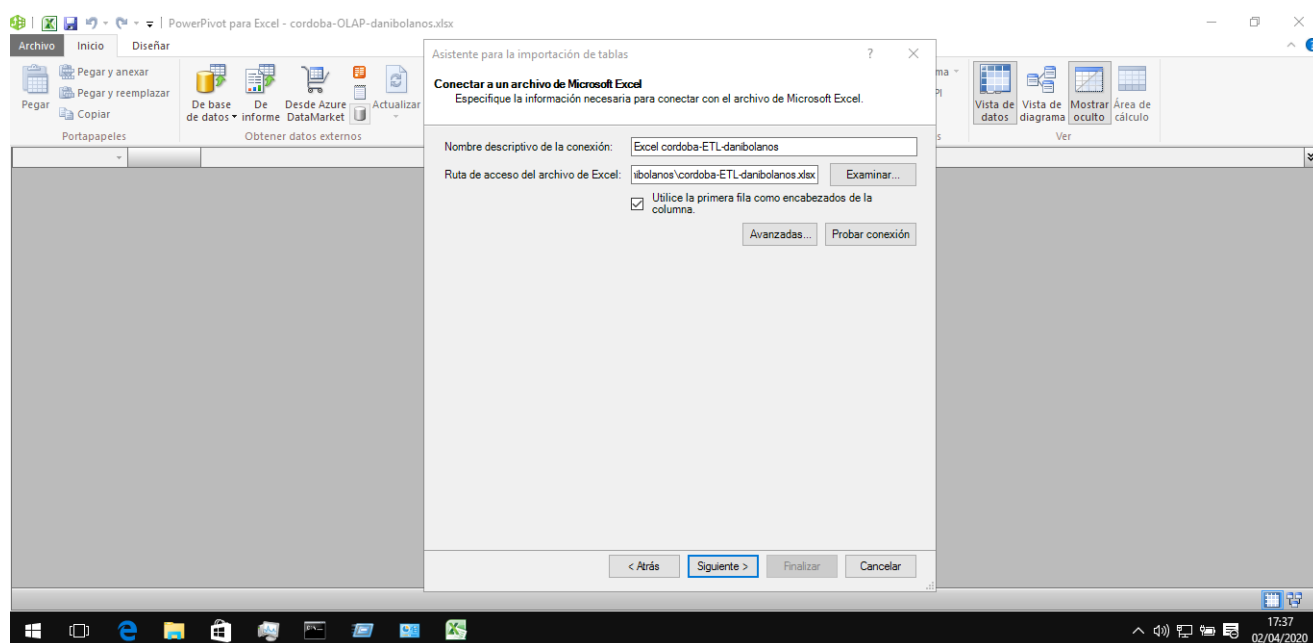 PowerPivot para Excel - cordoba-OLAP-danibolanos.xlsx
Archivo Inicio Diseñar
Pegar
Pegar y anexar
Pegar y reemplazar
Copiar
Portapapeles
De base de datos
De informe
Desde Azure DataMarket
Actualizar
Obtener datos externos
Asistente para la importación de tablas ? ×
Conectar a un archivo de Microsoft Excel
Especifique la información necesaria para conectar con el archivo de Microsoft Excel.
Nombre descriptivo de la conexión: Excel cordoba-ETL-danibolanos
Ruta de acceso del archivo de Excel: ibolanos\cordoba-ETL-danibolanos.xlsx Examinar...
Utilice la primera fila como encabezados de la
columna.
Avanzadas... Probar conexión
< Atrás Siguiente > Finalizar Cancelar
Vista de datos
Vista de diagrama
Mostrar oculto
Área de cálculo
Ver
17:37
02/04/2020